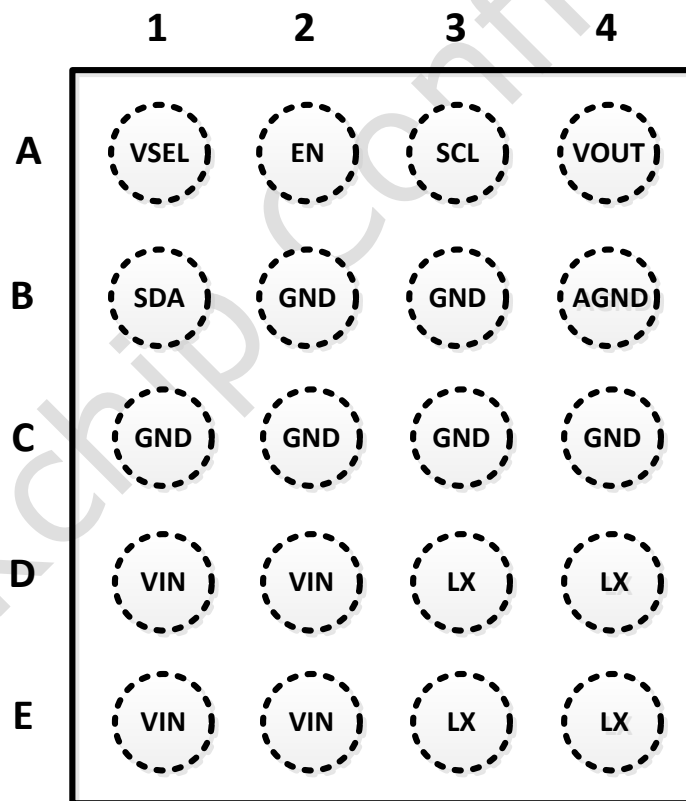 1 2 3 4
A VSEL EN SCL VOUT
B SDA GND GND AGND
C GND GND GND GND
D VIN VIN LX LX
E VIN VIN LX LX